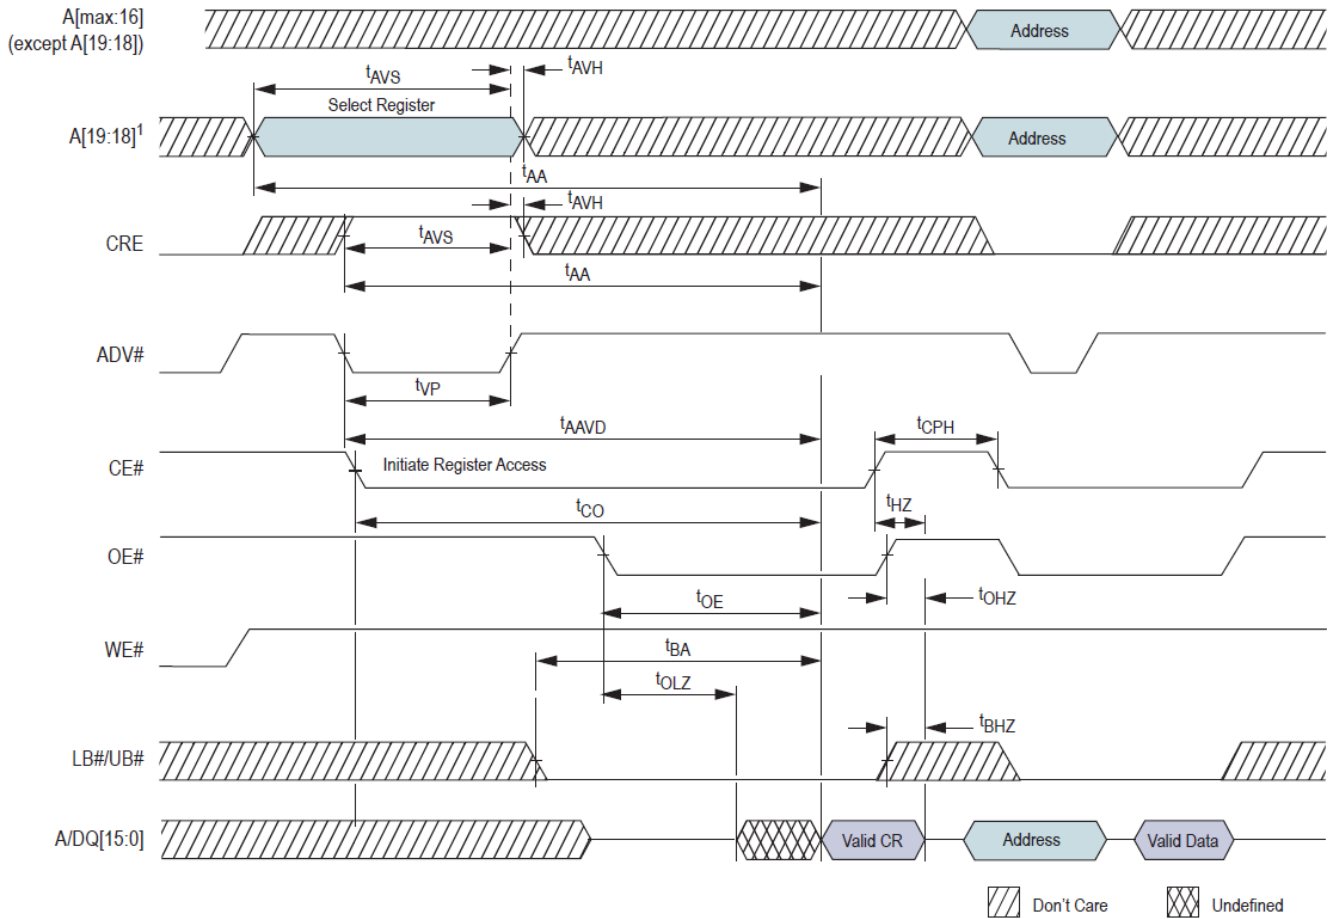 A[max:16]
(except A[19:18])
Address
tAVS
tAVH
Select Register
A[19:18]1
Address
tAA
tAVH
CRE
tAVS
tAA
ADV#
tVP
tAAVD
tCPH
CE#
Initiate Register Access
tCO
tHZ
OE#
tOE
tOHZ
WE#
tBA
tOLZ
tBHZ
LB#/UB#
A/DQ[15:0]
Valid CR
Address
Valid Data
Don't Care
Undefined